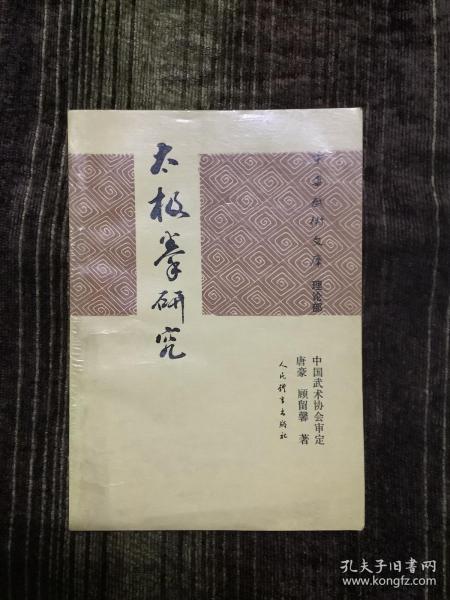 太极拳研究
中华武术文库 理论部
中国武术协会审定
唐豪 顾留馨 著
人民体育出版社
孔夫子旧书网
www.kongfz.com